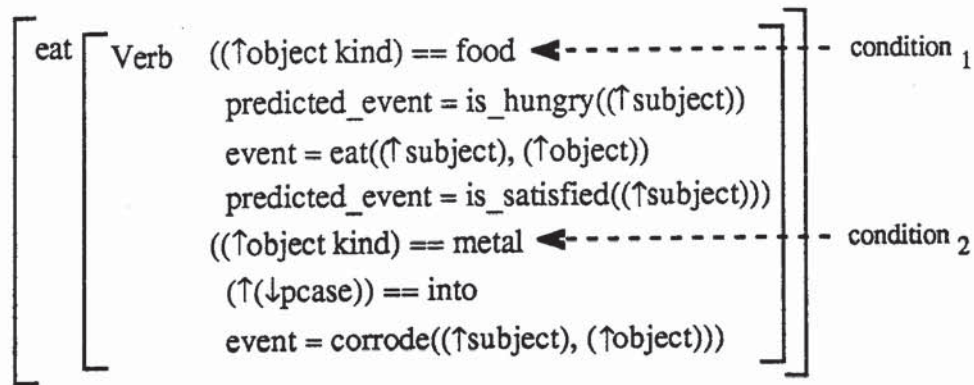 eat Verb ((↑object kind) == food condition 1
predicted_event = is_hungry((↑subject))
event = eat((↑subject), (↑object))
predicted_event = is_satisfied((↑subject)))
((↑object kind) == metal condition 2
(↑(↓pcase)) == into
event = corrode((↑subject), (↑object)))